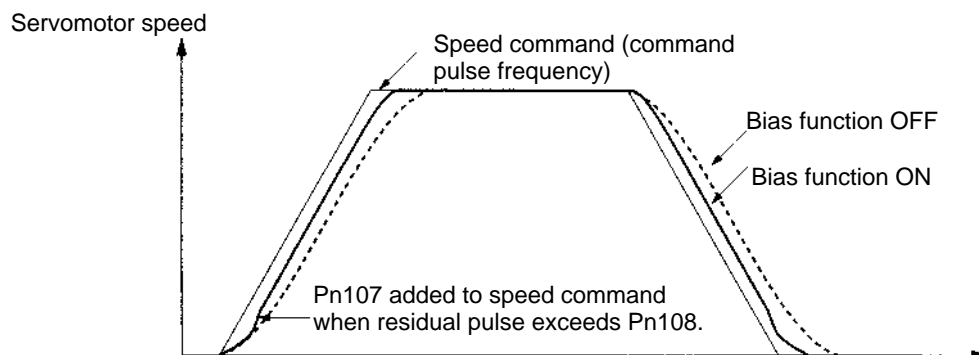 Servomotor speed
Speed command (command
pulse frequency)
Bias function OFF
Bias function ON
Pn107 added to speed command
when residual pulse exceeds Pn108.